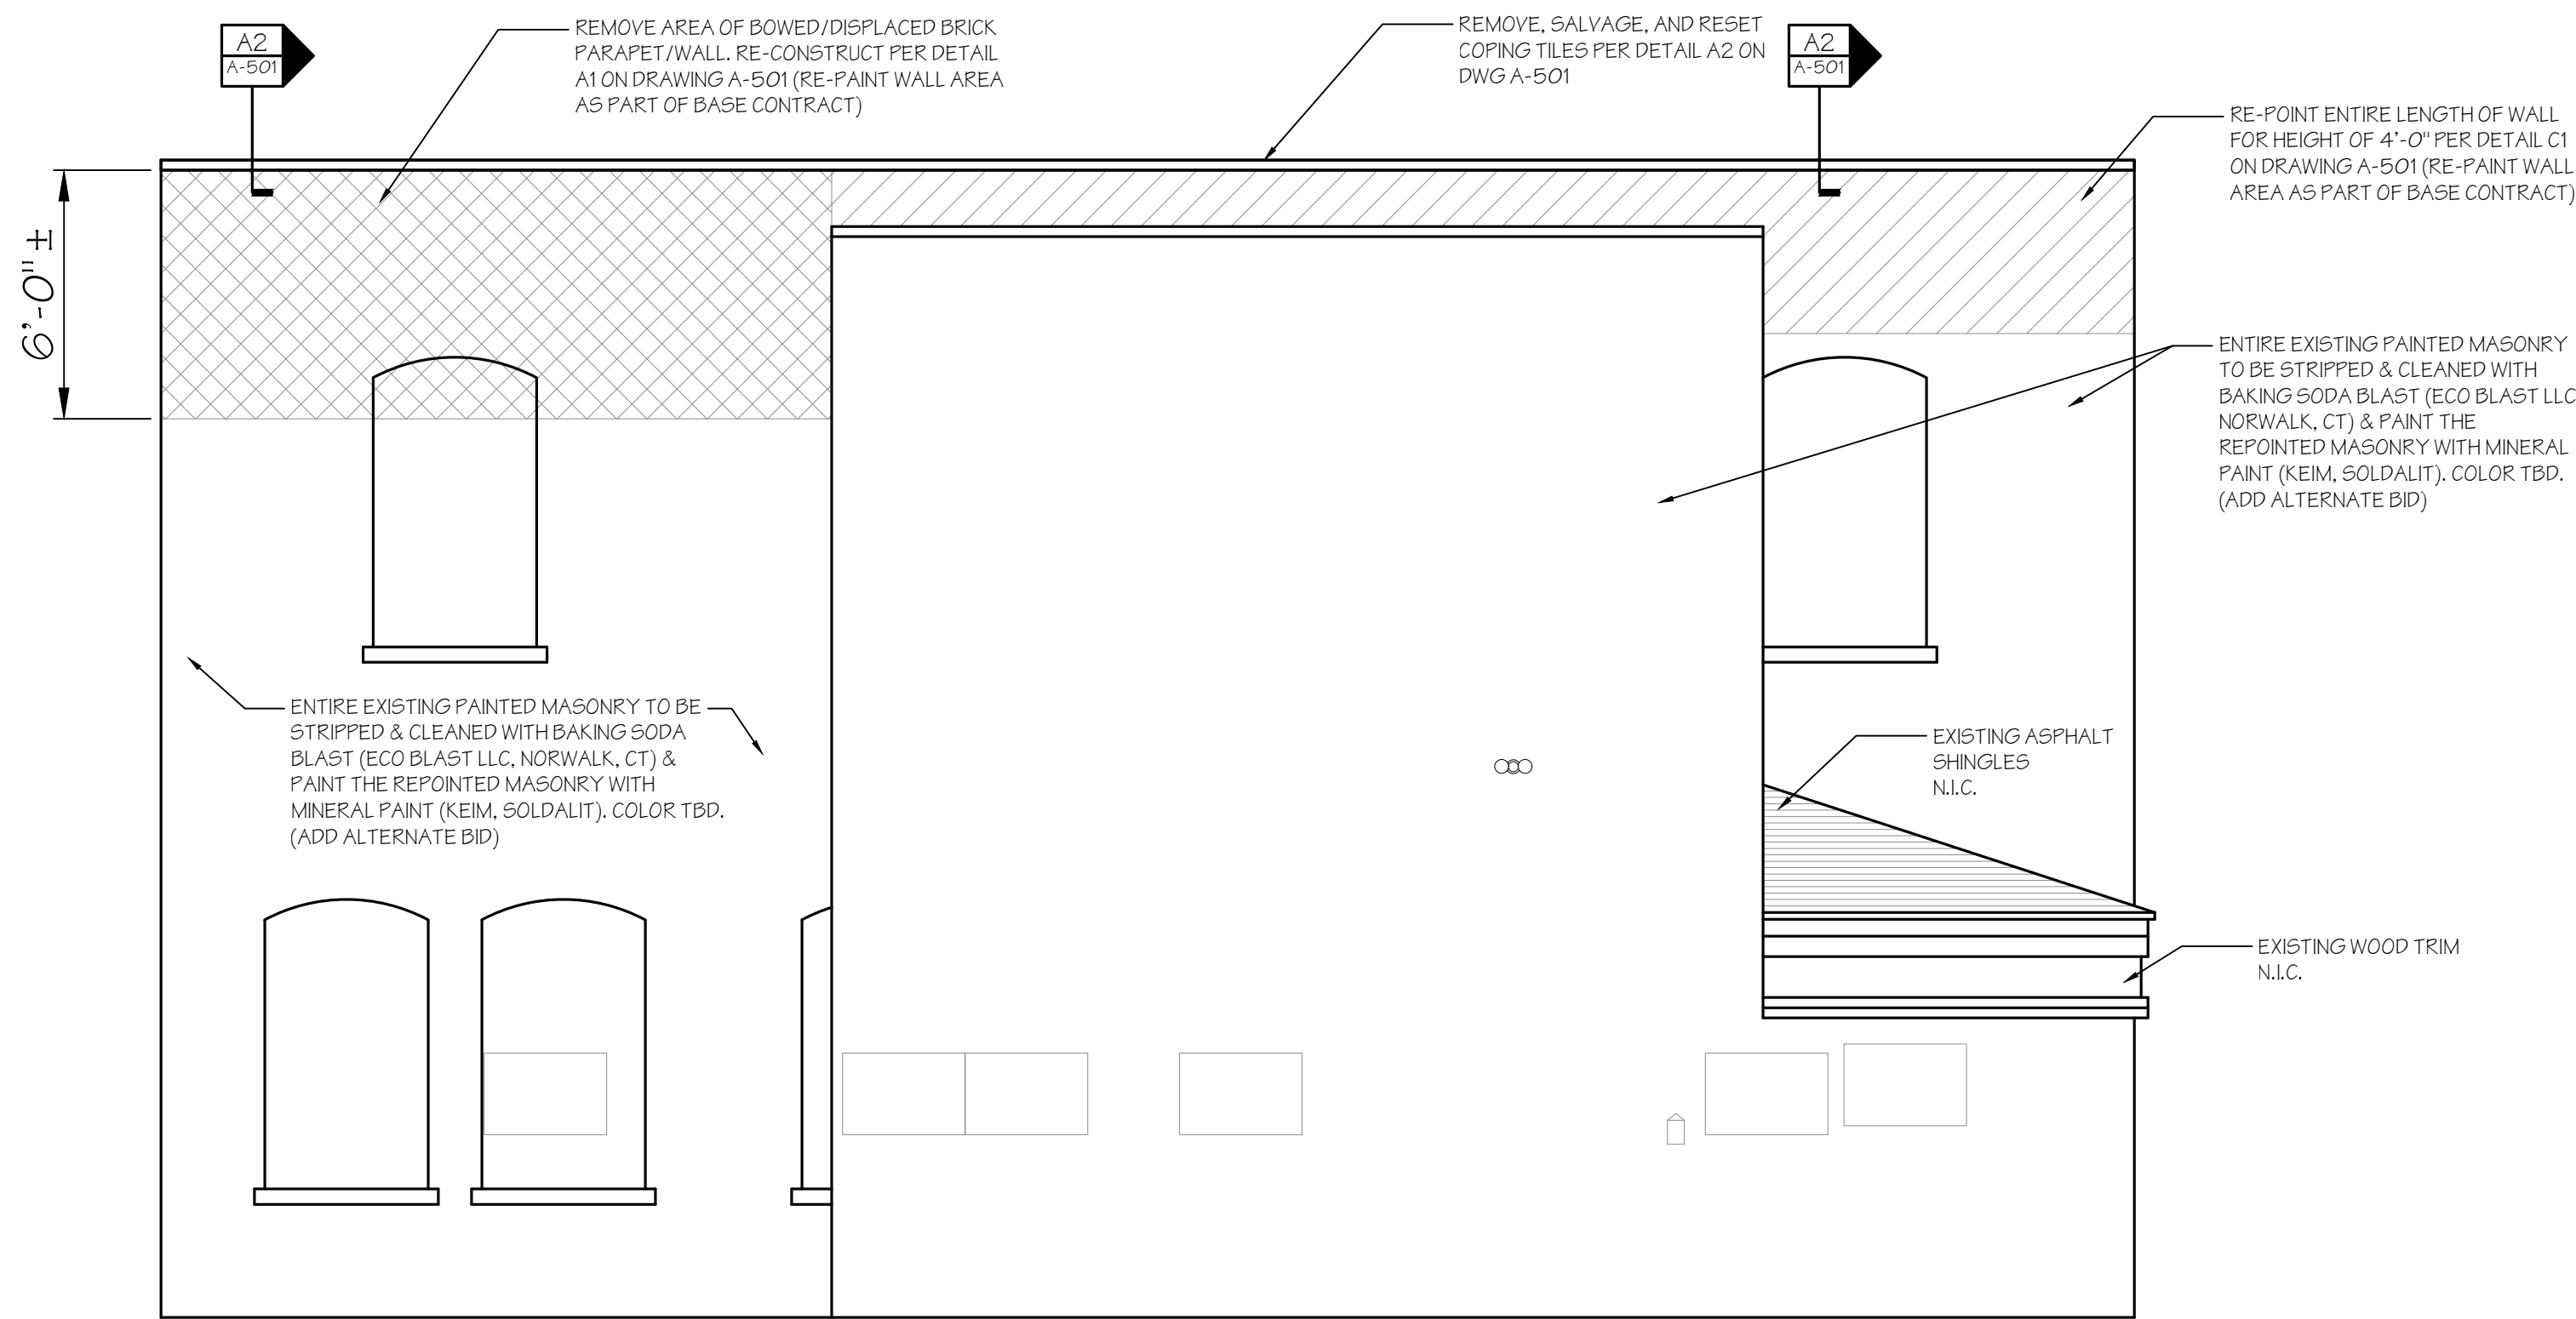 A2
A-501
REMOVE AREA OF BOWED/DISPLACED BRICK
PARAPET/WALL. RE-CONSTRUCT PER DETAIL
A1 ON DRAWING A-501 (RE-PAINT WALL AREA
AS PART OF BASE CONTRACT)
REMOVE, SALVAGE, AND RESET
COPING TILES PER DETAIL A2 ON
DWG A-501
A2
A-501
RE-POINT ENTIRE LENGTH OF WALL
FOR HEIGHT OF 4'-0" PER DETAIL C1
ON DRAWING A-501 (RE-PAINT WALL
AREA AS PART OF BASE CONTRACT)
6'-0" ±
ENTIRE EXISTING PAINTED MASONRY
TO BE STRIPPED & CLEANED WITH
BAKING SODA BLAST (ECO BLAST LLC
NORWALK, CT) & PAINT THE
REPOINTED MASONRY WITH MINERAL
PAINT (KEIM, SOLDALIT). COLOR TBD.
(ADD ALTERNATE BID)
ENTIRE EXISTING PAINTED MASONRY TO BE
STRIPPED & CLEANED WITH BAKING SODA
BLAST (ECO BLAST LLC, NORWALK, CT) &
PAINT THE REPOINTED MASONRY WITH
MINERAL PAINT (KEIM, SOLDALIT). COLOR TBD.
(ADD ALTERNATE BID)
EXISTING ASPHALT
SHINGLES
N.I.C.
EXISTING WOOD TRIM
N.I.C.